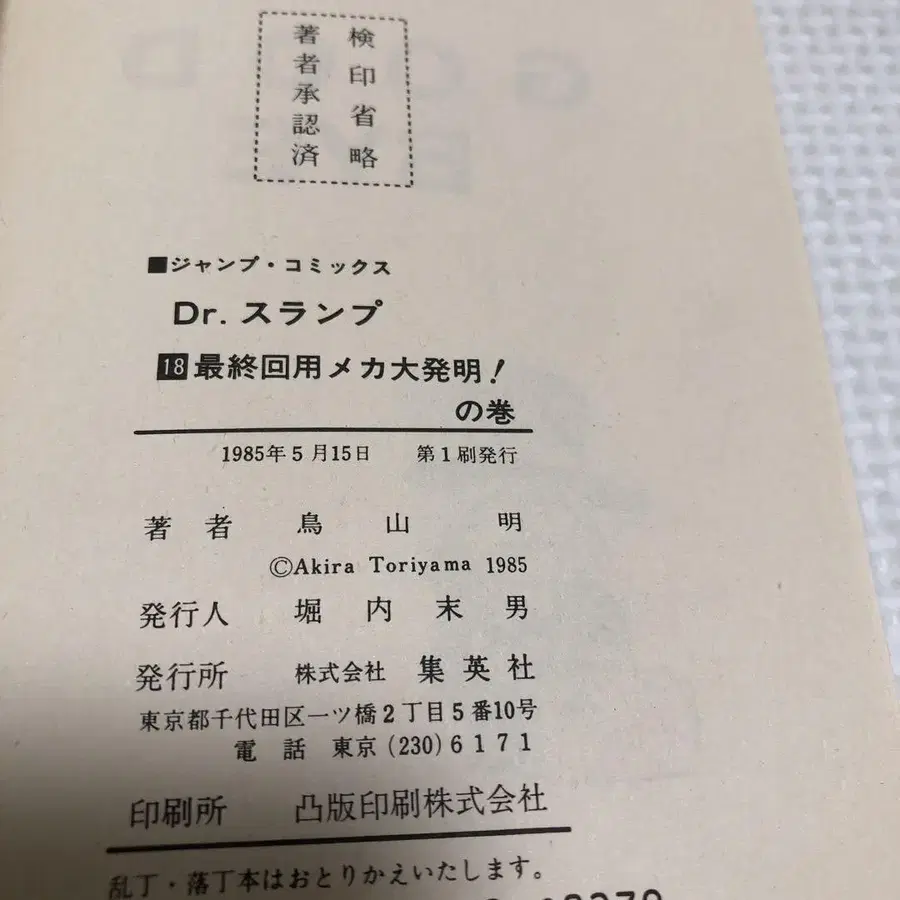 検印省略
著者承認済
■ジャンプ・コミックス
Dr.スランプ
18 最終回用メカ大発明!
の巻
1985年5月15日 第1刷発行
著者 鳥山明
©Akira Toriyama 1985
発行人 堀内末男
発行所 株式会社 集英社
東京都千代田区一ツ橋2丁目5番10号
電話 東京(230)6171
印刷所 凸版印刷株式会社
乱丁・落丁本はおとりかえいたします。